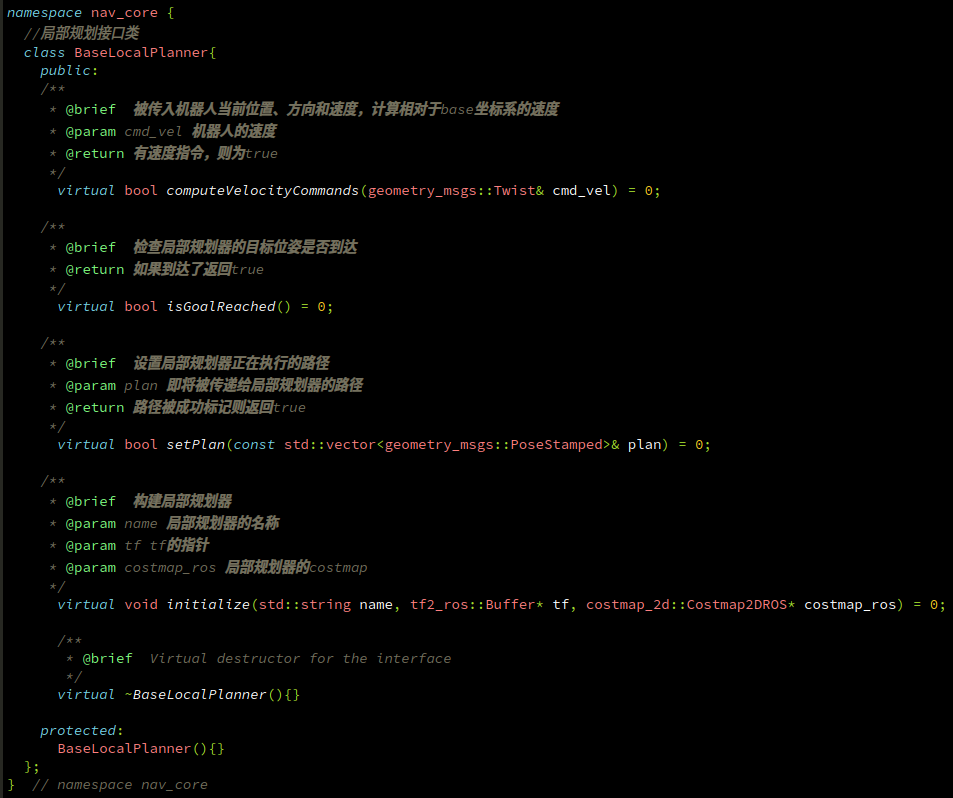 namespace nav_core {
//局部规划接口类
class BaseLocalPlanner{
public:
/**
* @brief 被传入机器人当前位置、方向和速度，计算相对于base坐标系的速度
* @param cmd_vel 机器人的速度
* @return 有速度指令，则为true
*/
virtual bool computeVelocityCommands(geometry_msgs::Twist& cmd_vel) = 0;
/**
* @brief 检查局部规划器的目标位姿是否到达
* @return 如果到达了返回true
*/
virtual bool isGoalReached() = 0;
/**
* @brief 设置局部规划器正在执行的路径
* @param plan 即将被传递给局部规划器的路径
* @return 路径被成功标记则返回true
*/
virtual bool setPlan(const std::vector<geometry_msgs::PoseStamped>& plan) = 0;
/**
* @brief 构建局部规划器
* @param name 局部规划器的名称
* @param tf tf的指针
* @param costmap_ros 局部规划器的costmap
*/
virtual void initialize(std::string name, tf2_ros::Buffer* tf, costmap_2d::Costmap2DROS* costmap_ros) = 0;
/**
* @brief Virtual destructor for the interface
*/
virtual ~BaseLocalPlanner(){}
protected:
BaseLocalPlanner(){}
};
} // namespace nav_core